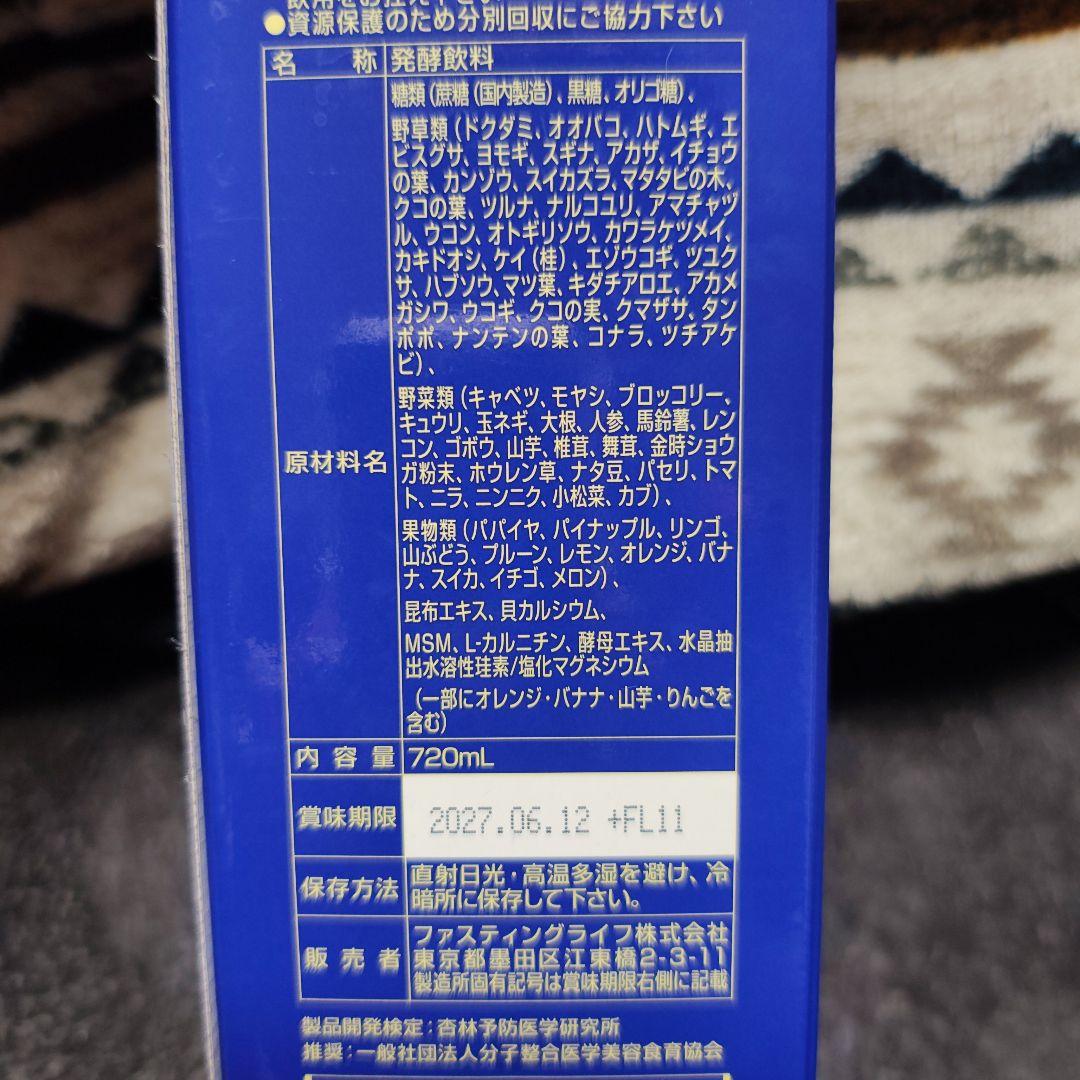 ●資源保護のため分別回収にご協力下さい
名称 発酵飲料
原材料名
糖類(蔗糖(国内製造)、黒糖、オリゴ糖)、
野草類(ドクダミ、オオバコ、ハトムギ、エ
ビスグサ、ヨモギ、スギナ、アカザ、イチョウ
の葉、カンゾウ、スイカズラ、マタタビの木、
クコの葉、ツルナ、ナルコユリ、アマチャヅ
ル、ウコン、オトギリソウ、カワラケツメイ、
カキドオシ、ケイ(桂)、エゾウコギ、ツユク
サ、ハブソウ、マツ葉、キダチアロエ、アカメ
ガシワ、ウコギ、クコの実、クマザサ、タン
ポポ、ナンテンの葉、コナラ、ツチアケ
ビ)、
野菜類(キャベツ、モヤシ、ブロッコリー、
キュウリ、玉ネギ、大根、人参、馬鈴薯、レン
コン、ゴボウ、山芋、椎茸、舞茸、金時ショウ
ガ粉末、ホウレン草、ナタ豆、パセリ、トマ
ト、ニラ、ニンニク、小松菜、カブ)、
果物類(パパイヤ、パイナップル、リンゴ、
山ぶどう、プルーン、レモン、オレンジ、バナ
ナ、スイカ、イチゴ、メロン)、
昆布エキス、貝カルシウム、
MSM、L-カルニチン、酵母エキス、水晶抽
出水溶性珪素/塩化マグネシウム
(一部にオレンジ・バナナ・山芋・りんごを
含む)
内容量 720mL
賞味期限 2027.06.12 +FL11
保存方法 直射日光・高温多湿を避け、冷
暗所に保存して下さい。
販売者 ファスティングライフ株式会社
東京都墨田区江東橋2-3-11
製造所固有記号は賞味期限右側に記載
製品開発検定:杏林予防医学研究所
推奨:一般社団法人分子整合医学美容食育協会